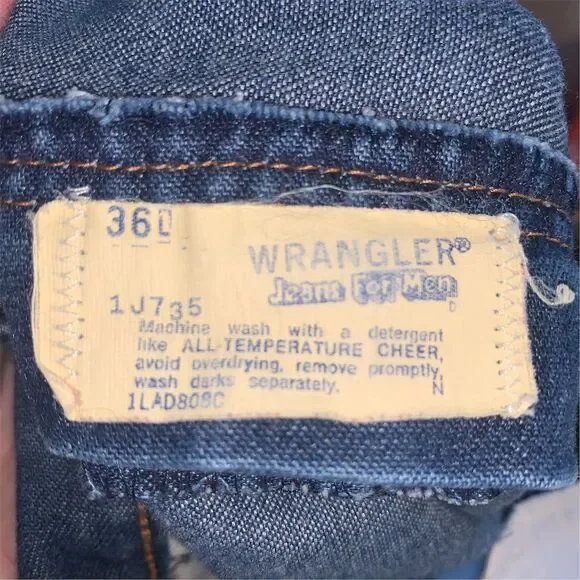 36
WRANGLER®
Jeans For Men
D
1J735
Machine wash with a detergent
like ALL-TEMPERATURE CHEER,
avoid overdrying, remove promptly,
wash darks separately.
N
1LAD808C